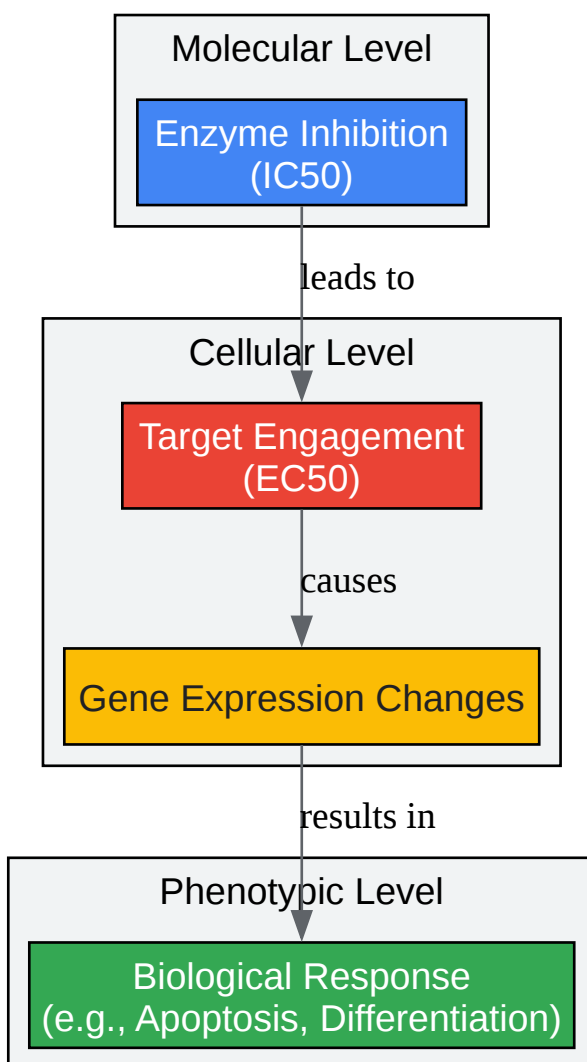 Molecular Level
Enzyme Inhibition
(IC50)
leads to
Cellular Level
Target Engagement
(EC50)
causes
Gene Expression Changes
results in
Phenotypic Level
Biological Response
(e.g., Apoptosis, Differentiation)